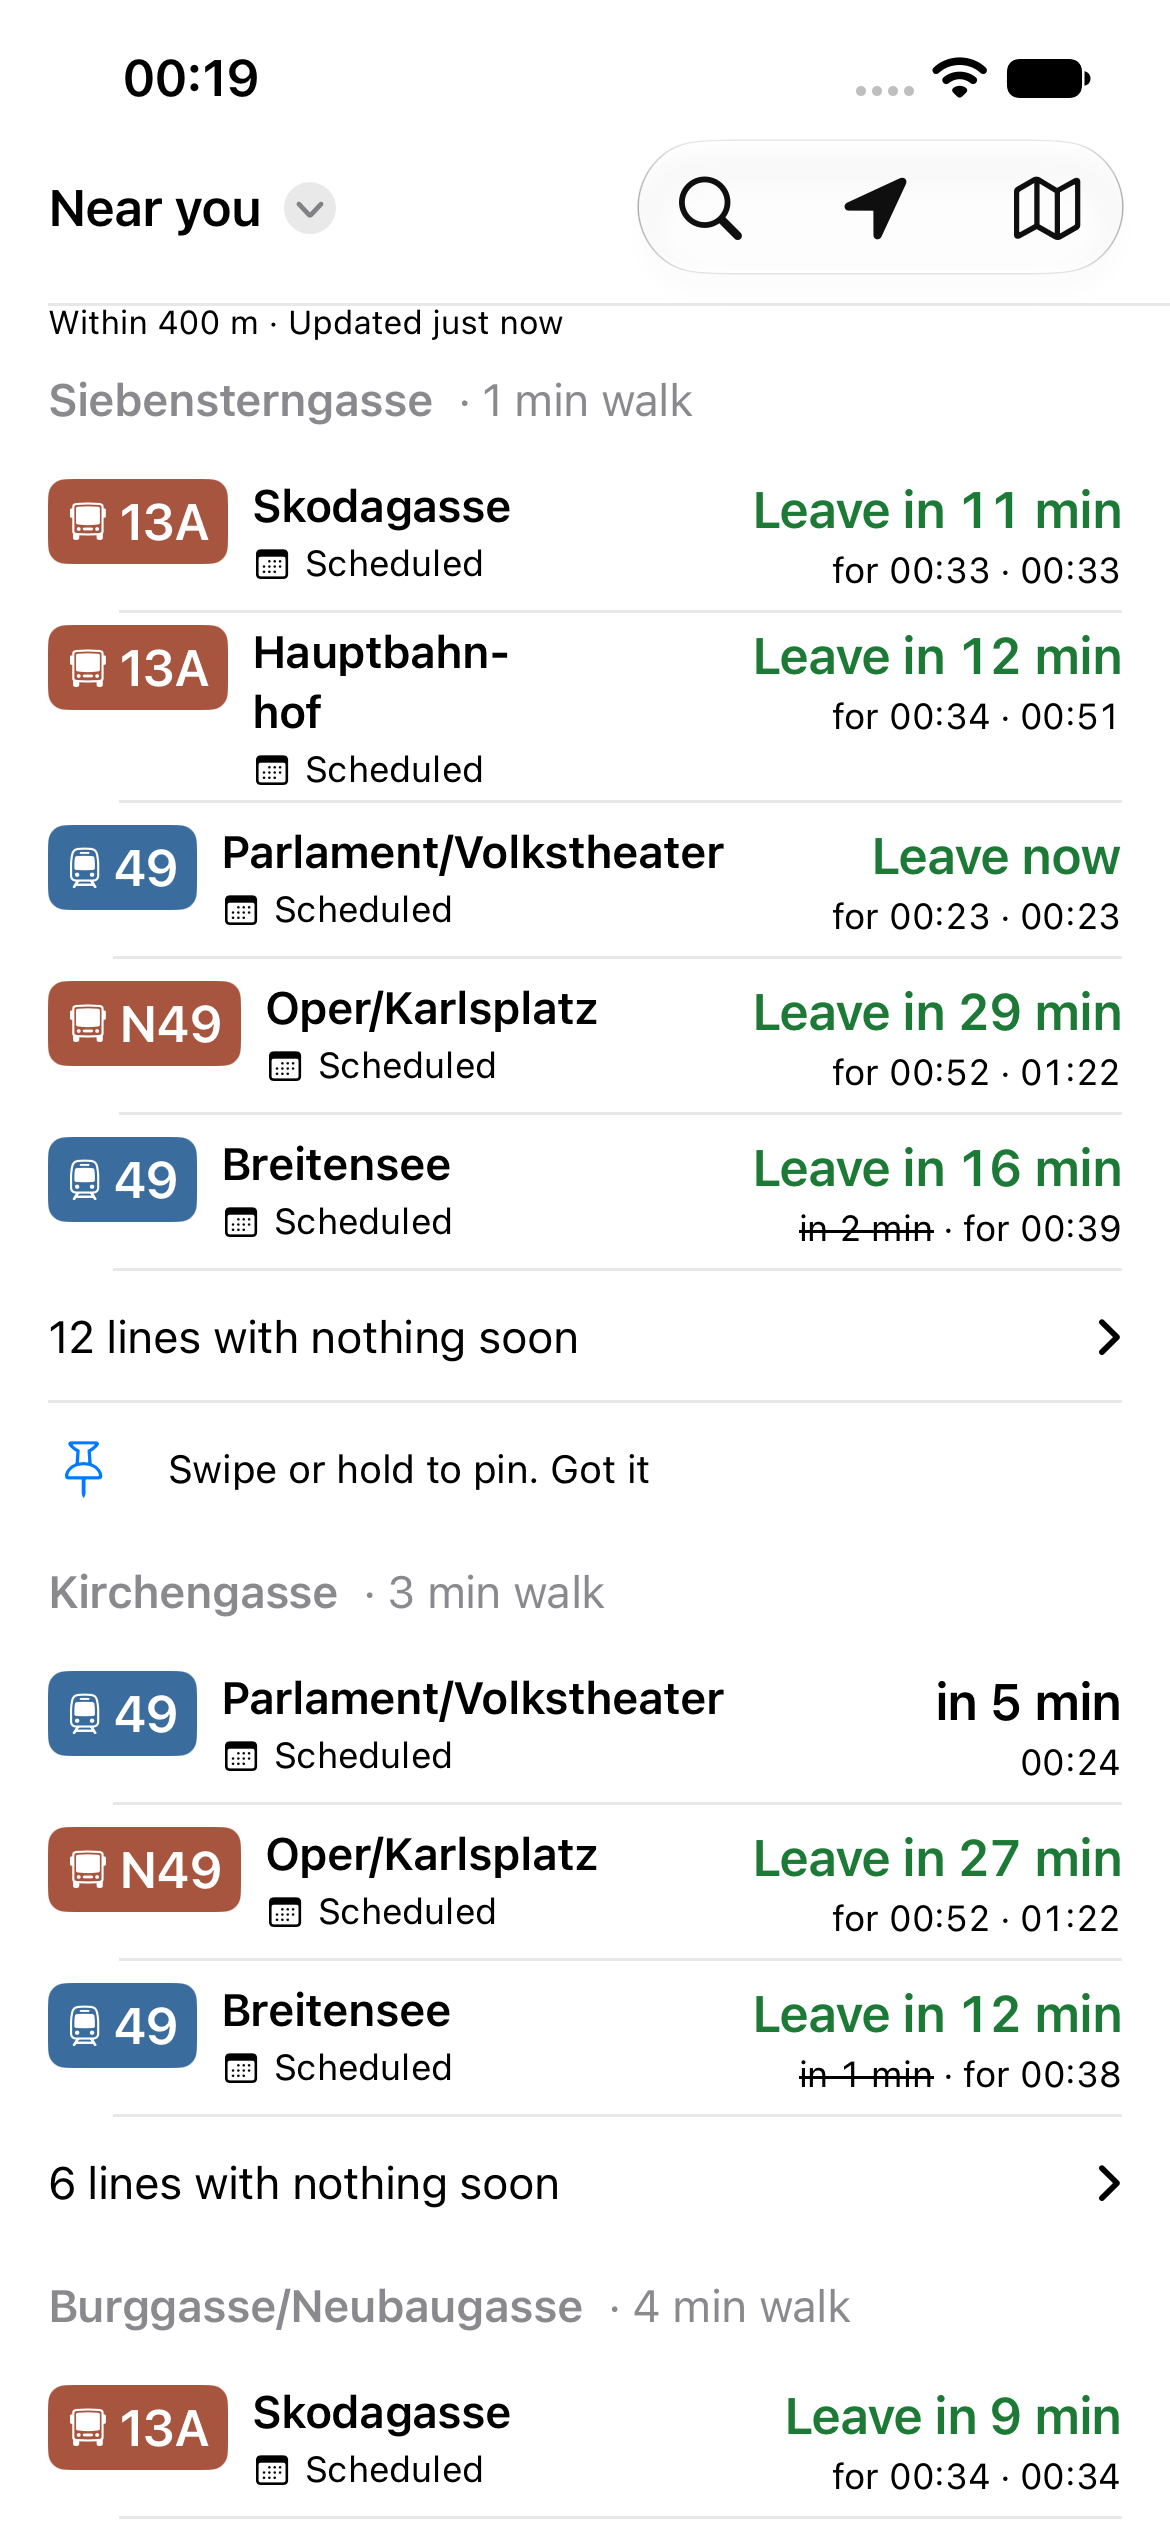 00:19
Near you
Within 400 m · Updated just now
Siebensterngasse · 1 min walk
13A Skodagasse Leave in 11 min
Scheduled for 00:33 · 00:33
13A Hauptbahn-
hof Leave in 12 min
Scheduled for 00:34 · 00:51
49 Parlament/Volkstheater Leave now
Scheduled for 00:23 · 00:23
N49 Oper/Karlsplatz Leave in 29 min
Scheduled for 00:52 · 01:22
49 Breitensee Leave in 16 min
Scheduled in 2 min · for 00:39
12 lines with nothing soon
Swipe or hold to pin. Got it
Kirchengasse · 3 min walk
49 Parlament/Volkstheater in 5 min
Scheduled 00:24
N49 Oper/Karlsplatz Leave in 27 min
Scheduled for 00:52 · 01:22
49 Breitensee Leave in 12 min
Scheduled in 1 min · for 00:38
6 lines with nothing soon
Burggasse/Neubaugasse · 4 min walk
13A Skodagasse Leave in 9 min
Scheduled for 00:34 · 00:34